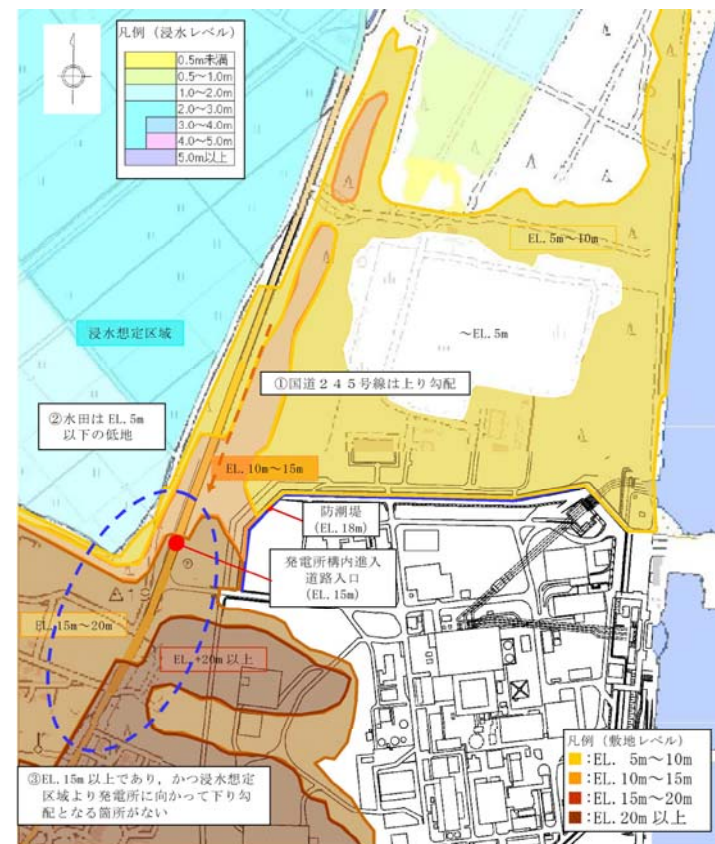 凡例（浸水レベル）
0.5m未満
0.5～1.0m
1.0～2.0m
2.0～3.0m
3.0～4.0m
4.0～5.0m
5.0m以上
EL. 5m～10m
～EL. 5m
浸水想定区域
①国道２４５号線は上り勾配
②水田は EL. 5m
以下の低地
EL. 10m～15m
防潮堤
(EL. 18m)
発電所構内進入
道路入口
(EL. 15m)
EL. 15m～20m
EL. +20m 以上
③EL. 15m 以上であり，かつ浸水想定
区域より発電所に向かって下り勾
配となる箇所がない
凡例（敷地レベル）
：EL. 5m～10m
：EL. 10m～15m
：EL. 15m～20m
：EL. 20m 以上